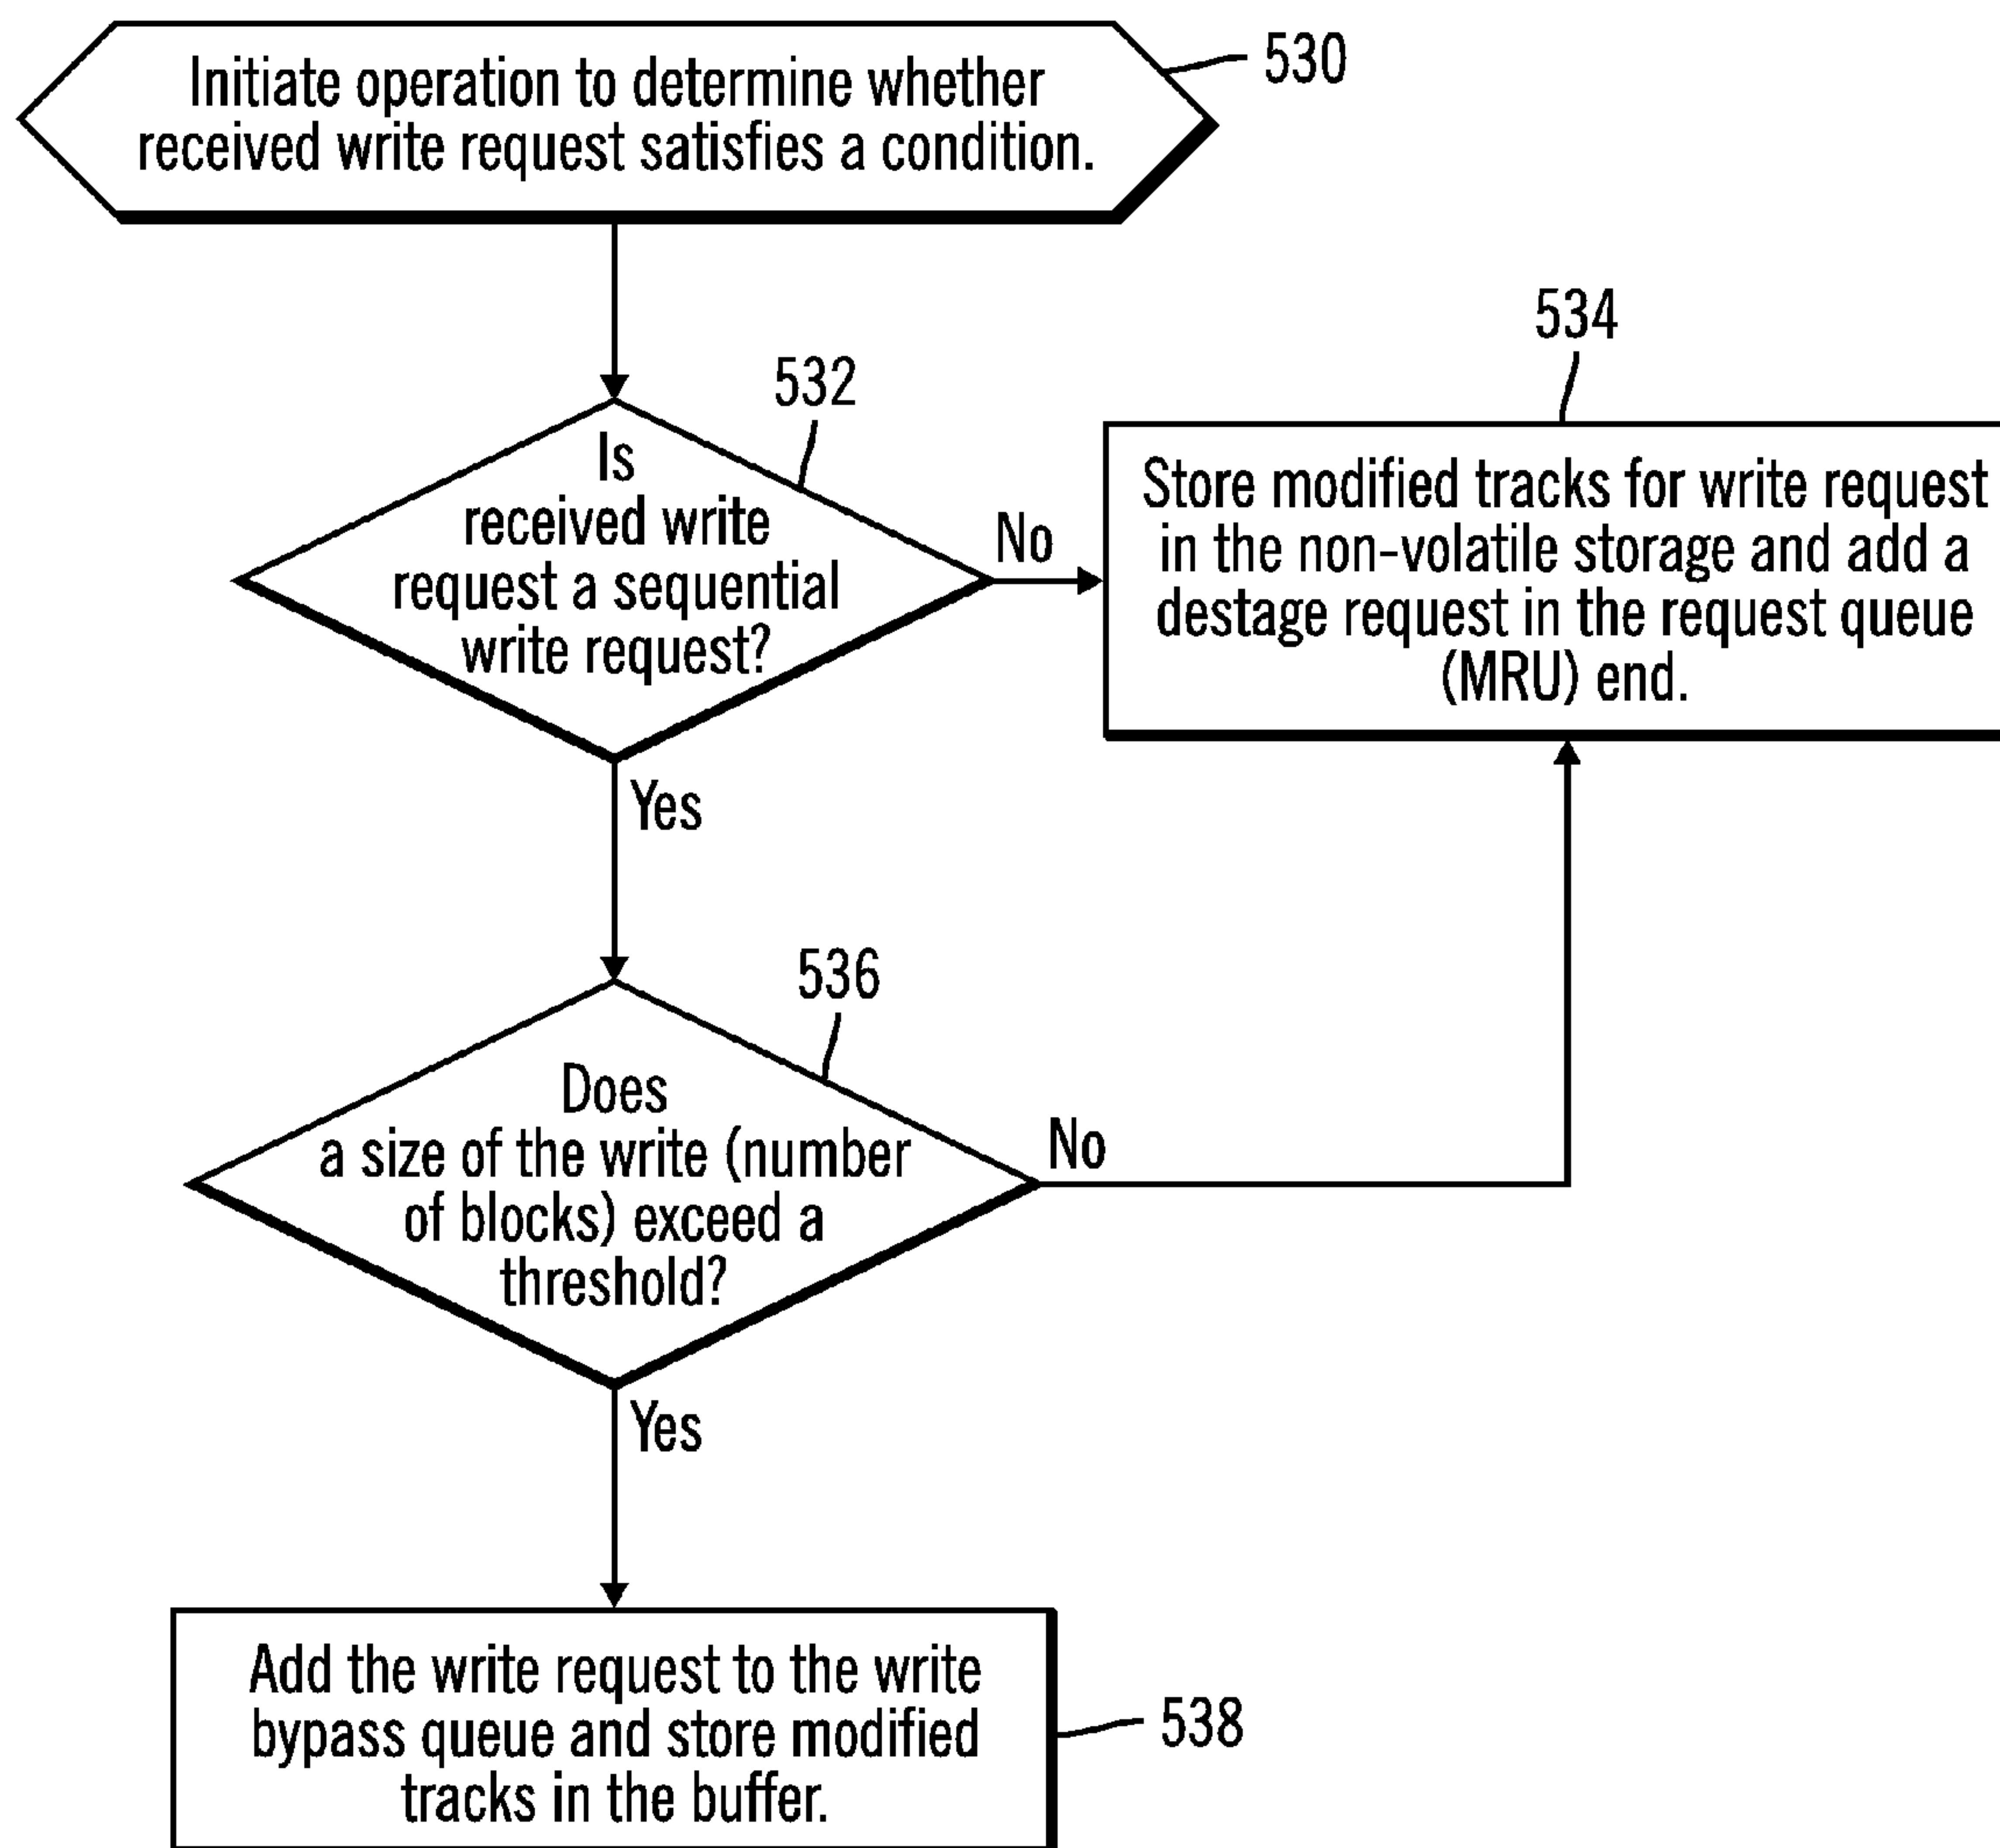 Initiate operation to determine whether
received write request satisfies a condition.
530
532
Is
received write
request a sequential
write request?
No
Yes
534
Store modified tracks for write request
in the non-volatile storage and add a
destage request in the request queue
(MRU) end.
536
Does
a size of the write (number
of blocks) exceed a
threshold?
No
Yes
Add the write request to the write
bypass queue and store modified
tracks in the buffer.
538